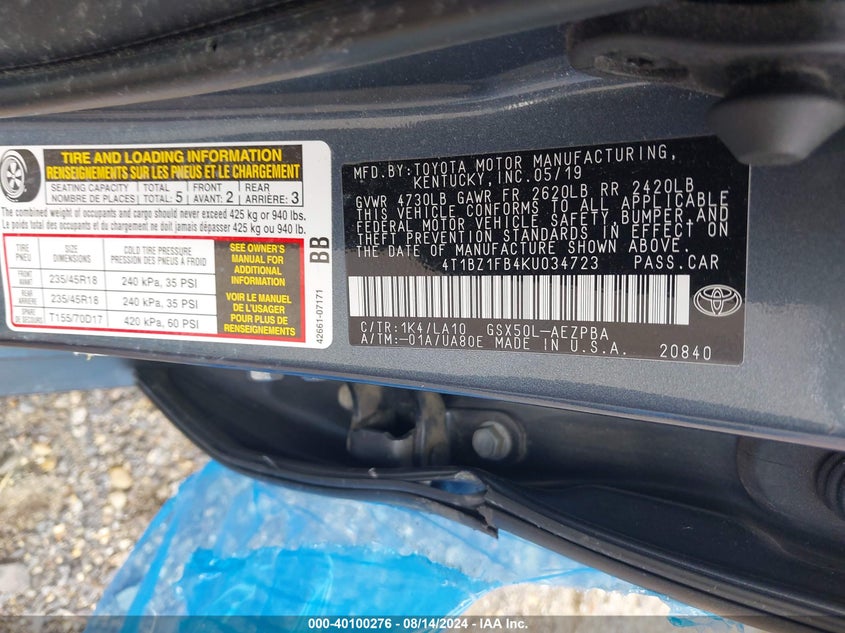 TIRE AND LOADING INFORMATION
RENSEIGNEMENTS SUR LES PNEUS ET LE CHARGEMENT
SEATING CAPACITY TOTAL FRONT REAR
NOMBRE DE PLACES TOTAL: 5 AVANT: 2 ARRIÈRE: 3
The combined weight of occupants and cargo should never exceed 425 kg or 940 lbs.
Le poids total des occupants et du chargement ne doit jamais dépasser 425 kg ou 940 lb.
TIRE SIZE COLD TIRE PRESSURE
PNEU DIMENSIONS PRESSION DES PNEUS À FROID
FRONT
AVANT 235/45R18 240 kPa, 35 PSI
REAR
ARRIÈRE 235/45R18 240 kPa, 35 PSI
SPARE
DE SECOURS T155/70D17 420 kPa, 60 PSI
SEE OWNER'S
MANUAL FOR
ADDITIONAL
INFORMATION
VOIR LE MANUEL
DE L'USAGER
POUR PLUS DE
RENSEIGNEMENTS
BB
42661-07171
MFD.BY:TOYOTA MOTOR MANUFACTURING,
KENTUCKY, INC.05/19
GVWR 4730LB GAWR FR 2620LB RR 2420LB
THIS VEHICLE CONFORMS TO ALL APPLICABLE
FEDERAL MOTOR VEHICLE SAFETY,BUMPER,AND
THEFT PREVENTION STANDARDS IN EFFECT ON
THE DATE OF MANUFACTURE SHOWN ABOVE.
4T1BZ1FB4KU034723 PASS.CAR
TOYOTA
C/TR:1K4/LA10 GSX50L-AEZPBA
A/TM:-01A/UA80E MADE IN U.S.A. 20840
000-40100276 - 08/14/2024 - Copyright © 2024 IAA, Inc.